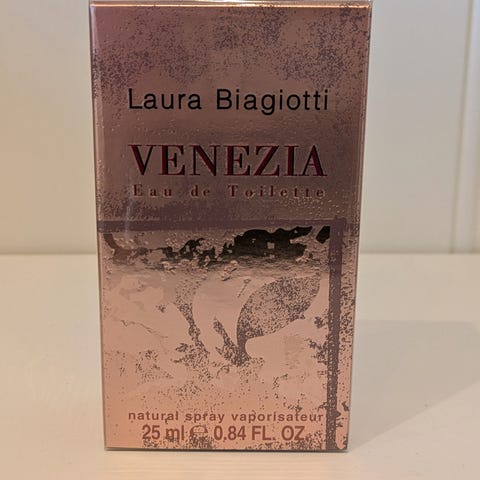 Laura Biagiotti
VENEZIA
Eau de Toilette
natural spray vaporisateur
25 ml ℮ 0,84 FL. OZ.